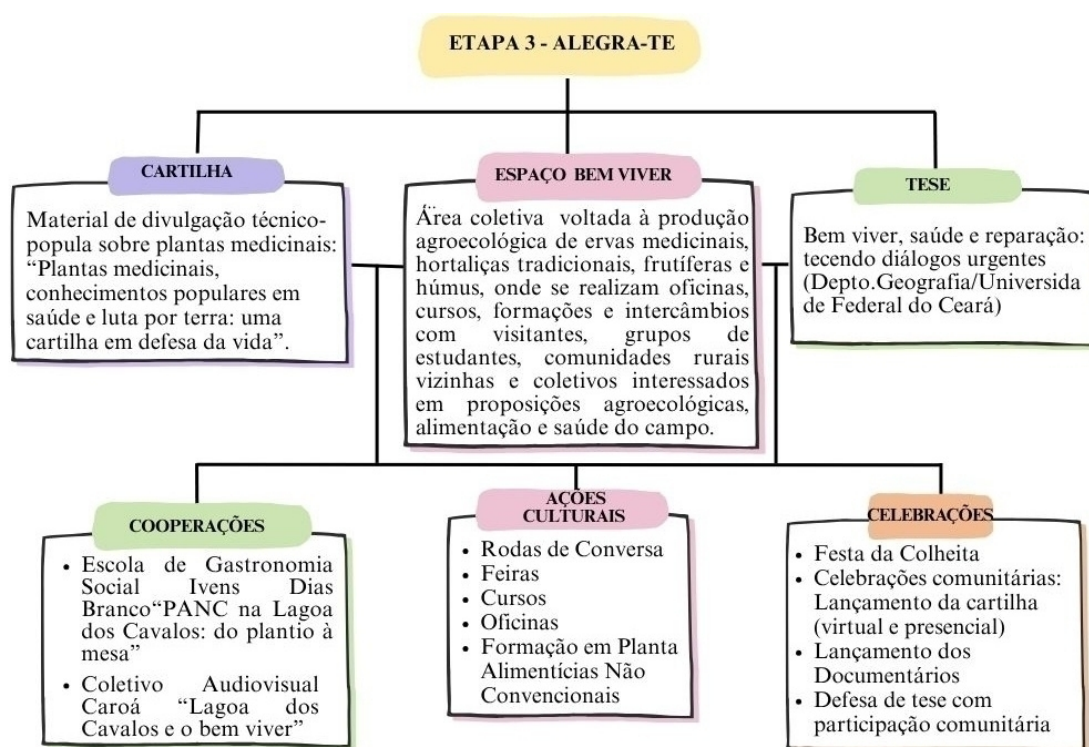 ETAPA 3 - ALEGRA-TE
CARTILHA
Material de divulgação técnico-
popula sobre plantas medicinais:
“Plantas medicinais,
conhecimentos populares em
saúde e luta por terra: uma
cartilha em defesa da vida”.
ESPAÇO BEM VIVER
Área coletiva voltada à produção
agroecológica de ervas medicinais,
hortaliças tradicionais, frutíferas e
húmus, onde se realizam oficinas,
cursos, formações e intercâmbios
com visitantes, grupos de
estudantes, comunidades rurais
vizinhas e coletivos interessados
em proposições agroecológicas,
alimentação e saúde do campo.
TESE
Bem viver, saúde e reparação:
tecendo diálogos urgentes
(Depto.Geografia/Universida
de Federal do Ceará)
COOPERAÇÕES
• Escola de Gastronomia
Social Ivens Dias
Branco“PANC na Lagoa
dos Cavalos: do plantio à
mesa”
• Coletivo Audiovisual
Caroá “Lagoa dos
Cavalos e o bem viver”
AÇÕES
CULTURAIS
• Rodas de Conversa
• Feiras
• Cursos
• Oficinas
• Formação em Planta
Alimentícias Não
Convencionais
CELEBRAÇÕES
• Festa da Colheita
• Celebrações comunitárias:
Lançamento da cartilha
(virtual e presencial)
• Lançamento dos
Documentários
• Defesa de tese com
participação comunitária